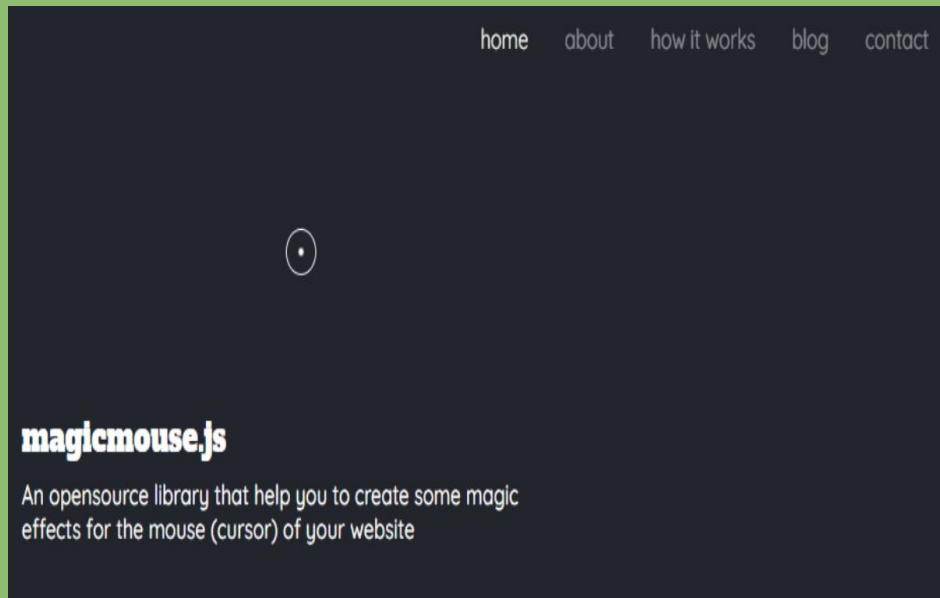 home about how it works blog contact
magicmouse.js
An opensource library that help you to create some magic
effects for the mouse (cursor) of your website